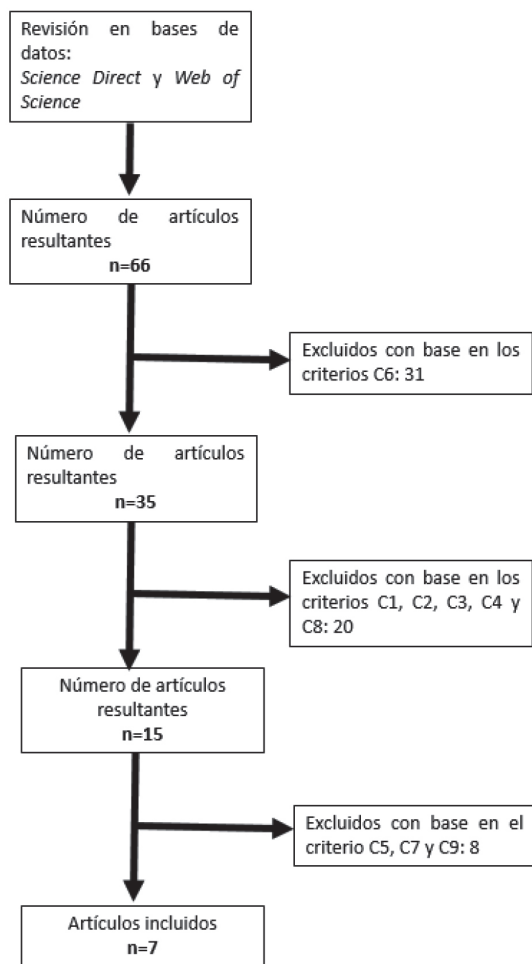 Revisión en bases de
datos:
Science Direct y Web of
Science
Número de artículos
resultantes
n=66
Excluidos con base en los
criterios C6: 31
Número de artículos
resultantes
n=35
Excluidos con base en los
criterios C1, C2, C3, C4 y
C8: 20
Número de artículos
resultantes
n=15
Excluidos con base en el
criterio C5, C7 y C9: 8
Artículos incluidos
n=7